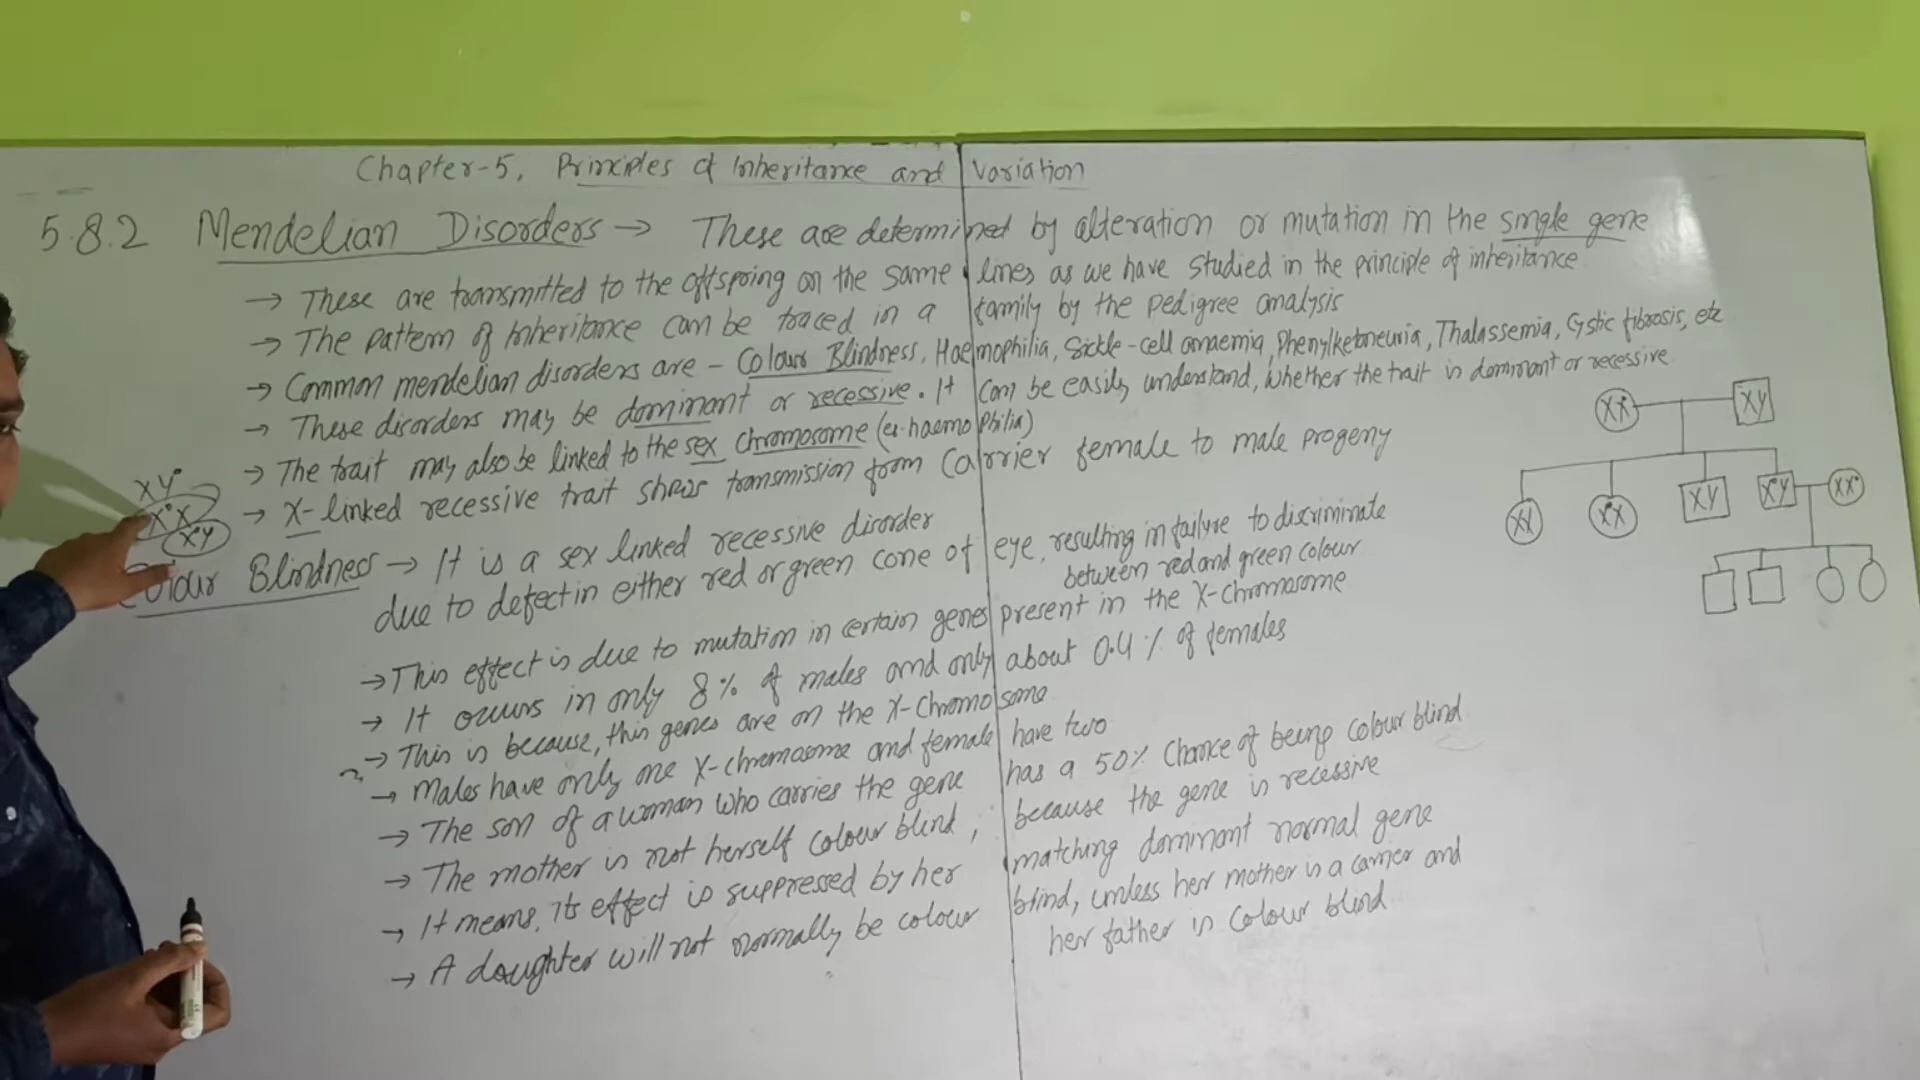 Chapter-5, Principles of Inheritance and Variation
5.8.2 Mendelian Disorders → These are determined by alteration or mutation in the single gene
→ These are transmitted to the offspring on the same lines as we have studied in the principle of inheritance
→ The pattern of Inheritance can be traced in a family by the pedigree analysis
→ Common mendelian disorders are - Colour Blindness, Haemophilia, Sickle-cell anaemia, Phenylketoneuria, Thalassemia, Cystic fibrosis, etc
→ These disorders may be dominant or recessive. It can be easily understand, whether the trait is dominant or recessive
→ The trait may also be linked to the sex chromosome (ex. haemophilia)
→ X-linked recessive trait shows transmission from carrier female to male progeny
XY°
X°X
X°Y
Colour Blindness → It is a sex linked recessive disorder
due to defect in either red or green cone of eye, resulting in failure to discriminate
between red and green colour
→ This effect is due to mutation in certain genes present in the X-chromosome
→ It occurs in only 8% of males and only about 0.4% of females
→ This is because, this genes are on the X-chromosome
→ Males have only one X-chromosome and female have two
→ The son of a woman who carries the gene has a 50% chance of being colour blind
→ The mother is not herself colour blind, because the gene is recessive
→ It means, its effect is suppressed by her matching dominant normal gene
→ A daughter will not normally be colour blind, unless her mother is a carrier and
her father is colour blind
XX° XY
XX X°X XY X°Y XX°